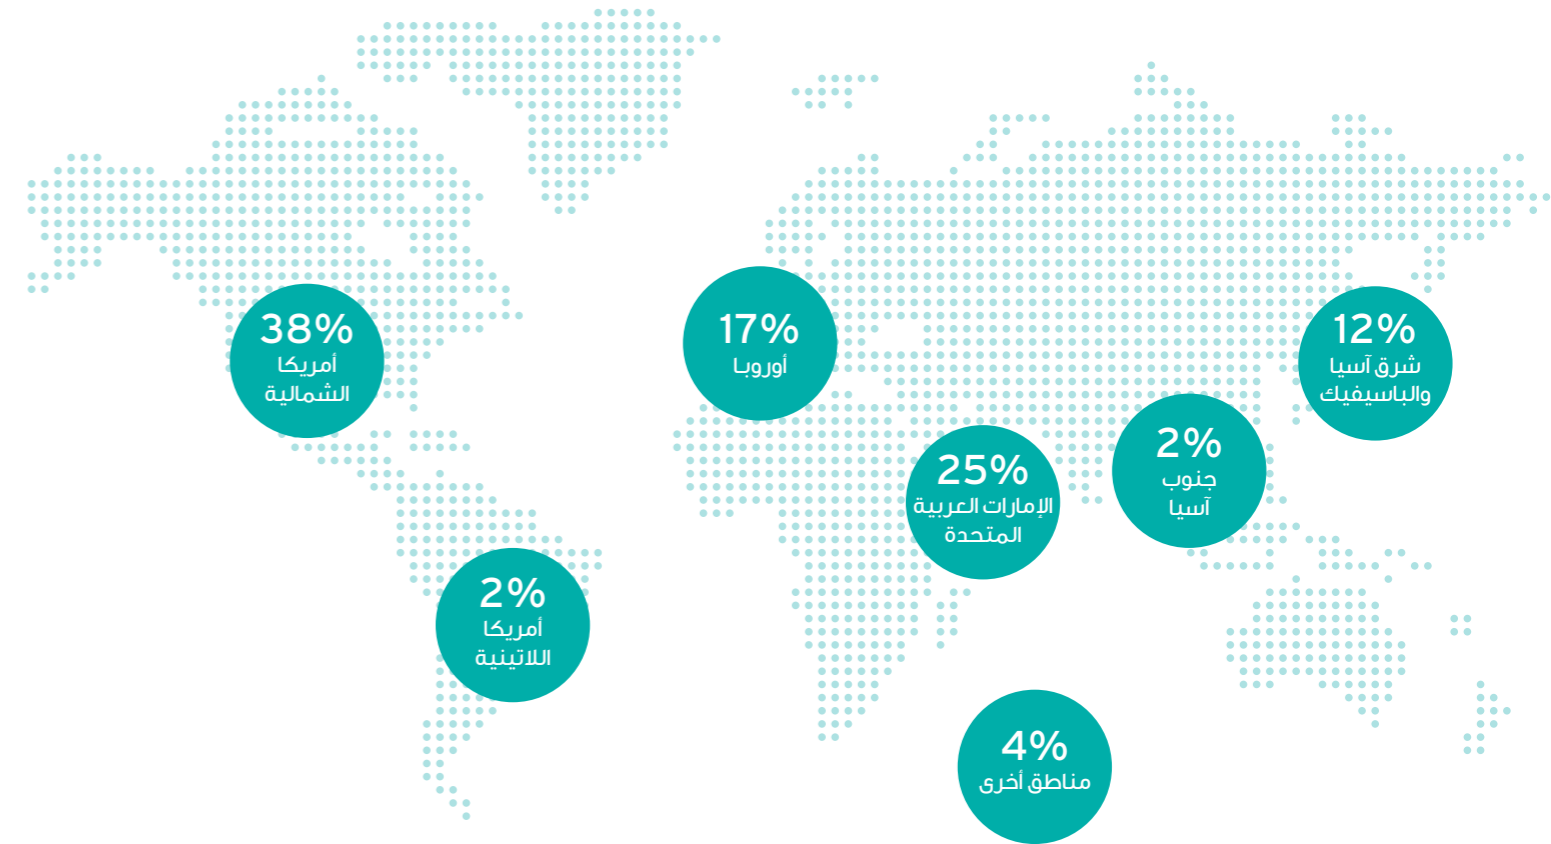 38%
أمريكا
الشمالية
17%
أوروبا
12%
شرق آسيا
والباسيفيك
2%
جنوب
آسيا
25%
الإمارات العربية
المتحدة
2%
أمريكا
اللاتينية
4%
مناطق أخرى